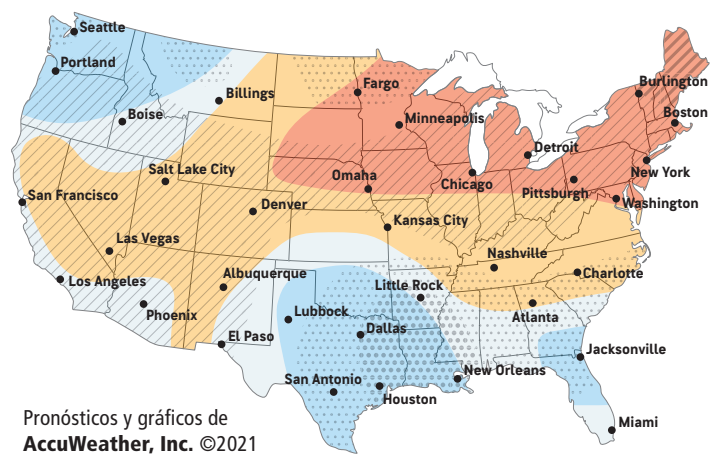 Seattle
Portland
Billings
Boise
Fargo
Minneapolis
Burlington
Boston
Detroit
New York
Salt Lake City
Omaha
Chicago
Pittsburgh
Washington
San Francisco
Denver
Kansas City
Las Vegas
Nashville
Los Angeles
Albuquerque
Charlotte
Little Rock
Phoenix
Lubbock
Atlanta
El Paso
Dallas
Jacksonville
San Antonio
New Orleans
Houston
Miami
Pronósticos y gráficos de
AccuWeather, Inc. ©2021